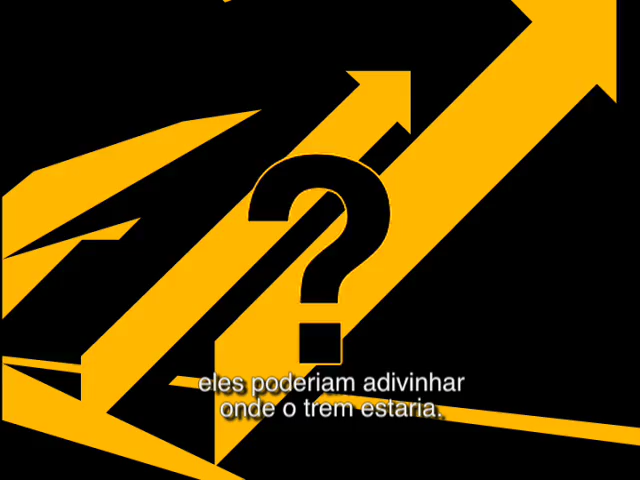 ?
eles poderiam adivinhar
onde o trem estaria.